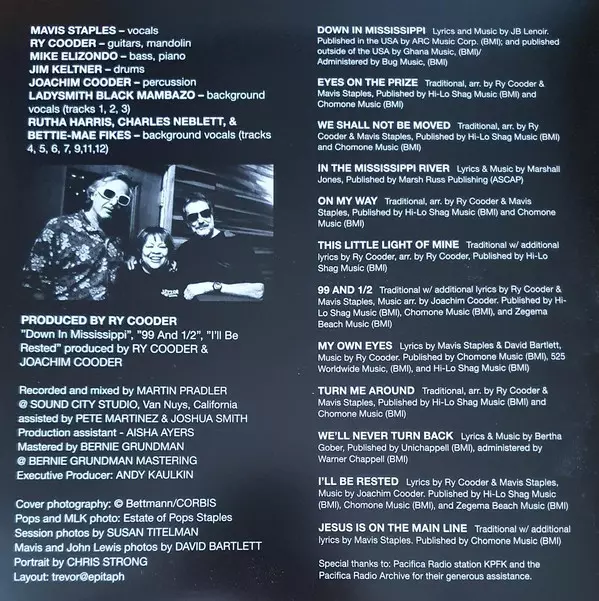 MAVIS STAPLES – vocals
RY COODER – guitars, mandolin
MIKE ELIZONDO – bass, piano
JIM KELTNER – drums
JOACHIM COODER – percussion
LADYSMITH BLACK MAMBAZO – background
vocals (tracks 1, 2, 3)
RUTHA HARRIS, CHARLES NEBLETT, &
BETTIE-MAE FIKES – background vocals (tracks
4, 5, 6, 7, 9,11,12)
PRODUCED BY RY COODER
"Down In Mississippi", "99 And 1/2", "I'll Be
Rested" produced by RY COODER &
JOACHIM COODER
Recorded and mixed by MARTIN PRADLER
@ SOUND CITY STUDIO, Van Nuys, California
assisted by PETE MARTINEZ & JOSHUA SMITH
Production assistant - AISHA AYERS
Mastered by BERNIE GRUNDMAN
@ BERNIE GRUNDMAN MASTERING
Executive Producer: ANDY KAULKIN
Cover photography: © Bettmann/CORBIS
Pops and MLK photo: Estate of Pops Staples
Session photos by SUSAN TITELMAN
Mavis and John Lewis photos by DAVID BARTLETT
Portrait by CHRIS STRONG
Layout: trevor@epitaph
DOWN IN MISSISSIPPI Lyrics and Music by JB Lenoir.
Published in the USA by ARC Music Corp. (BMI); and published
outside of the USA by Ghana Music, (BMI)/
Administered by Bug Music, (BMI)
EYES ON THE PRIZE Traditional, arr. by Ry Cooder &
Mavis Staples, Published by Hi-Lo Shag Music (BMI) and
Chomone Music (BMI)
WE SHALL NOT BE MOVED Traditional, arr. by Ry
Cooder & Mavis Staples, Published by Hi-Lo Shag Music (BMI)
and Chomone Music (BMI)
IN THE MISSISSIPPI RIVER Lyrics & Music by Marshall
Jones, Published by Marsh Russ Publishing (ASCAP)
ON MY WAY Traditional, arr. by Ry Cooder & Mavis
Staples, Published by Hi-Lo Shag Music (BMI) and Chomone
Music (BMI)
THIS LITTLE LIGHT OF MINE Traditional w/ additional
lyrics by Ry Cooder, arr. by Ry Cooder, Published by Hi-Lo
Shag Music (BMI)
99 AND 1/2 Traditional w/ additional lyrics by Ry Cooder &
Mavis Staples, Music arr. by Joachim Cooder. Published by Hi-
Lo Shag Music (BMI), Chomone Music (BMI), and Zegema
Beach Music (BMI)
MY OWN EYES Lyrics by Mavis Staples & David Bartlett,
Music by Ry Cooder. Published by Chomone Music (BMI), 525
Worldwide Music, (BMI), and Hi-Lo Shag Music (BMI)
TURN ME AROUND Traditional, arr. by Ry Cooder &
Mavis Staples, Published by Hi-Lo Shag Music (BMI) and
Chomone Music (BMI)
WE'LL NEVER TURN BACK Lyrics & Music by Bertha
Gober, Published by Unichappell (BMI), administered by
Warner Chappell (BMI)
I'LL BE RESTED Lyrics by Ry Cooder & Mavis Staples,
Music by Joachim Cooder. Published by Hi-Lo Shag Music,
(BMI), Chomone Music (BMI), and Zegema Beach Music (BMI)
JESUS IS ON THE MAIN LINE Traditional w/ additional
lyrics by Mavis Staples. Published by Chomone Music (BMI)
Special thanks to: Pacifica Radio station KPFK and the
Pacifica Radio Archive for their generous assistance.